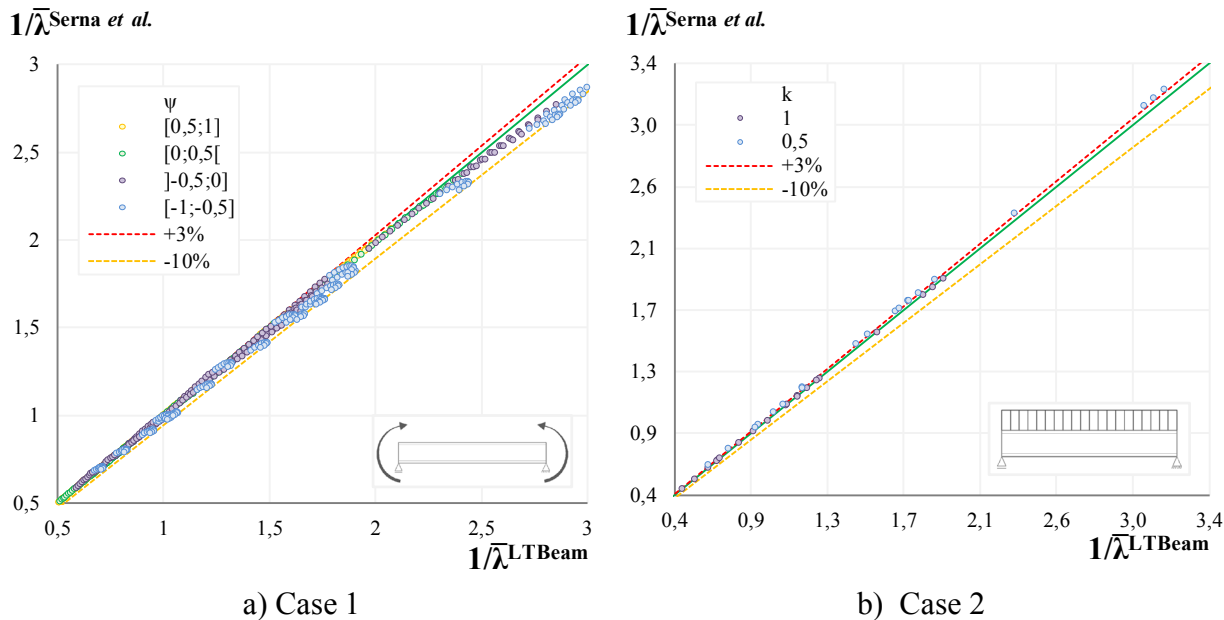 1/λ̅ Serna et al.
3
2,5
2
1,5
1
0,5
ψ
[0,5;1]
[0;0,5[
]-0,5;0]
[-1;-0,5]
+3%
-10%
0,5 1 1,5 2 2,5 3
1/λ̅ LTBeam
a) Case 1
1/λ̅ Serna et al.
3,4
3,0
2,6
2,1
1,7
1,3
0,9
0,4
k
1
0,5
+3%
-10%
0,4 0,9 1,3 1,7 2,1 2,6 3,0 3,4
1/λ̅ LTBeam
b) Case 2